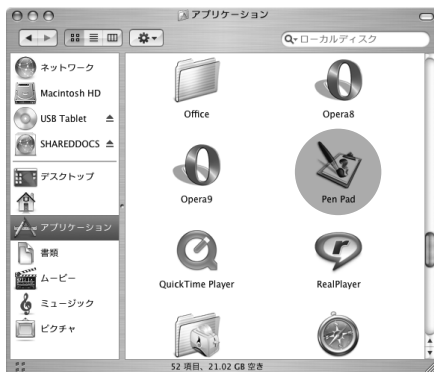 アプリケーション
ローカルディスク
ネットワーク
Macintosh HD
USB Tablet
SHAREDDOCS
デスクトップ
アプリケーション
書類
ムービー
ミュージック
ピクチャ
Office
Opera8
Opera9
Pen Pad
QuickTime Player
RealPlayer
52 項目、21.02 GB 空き